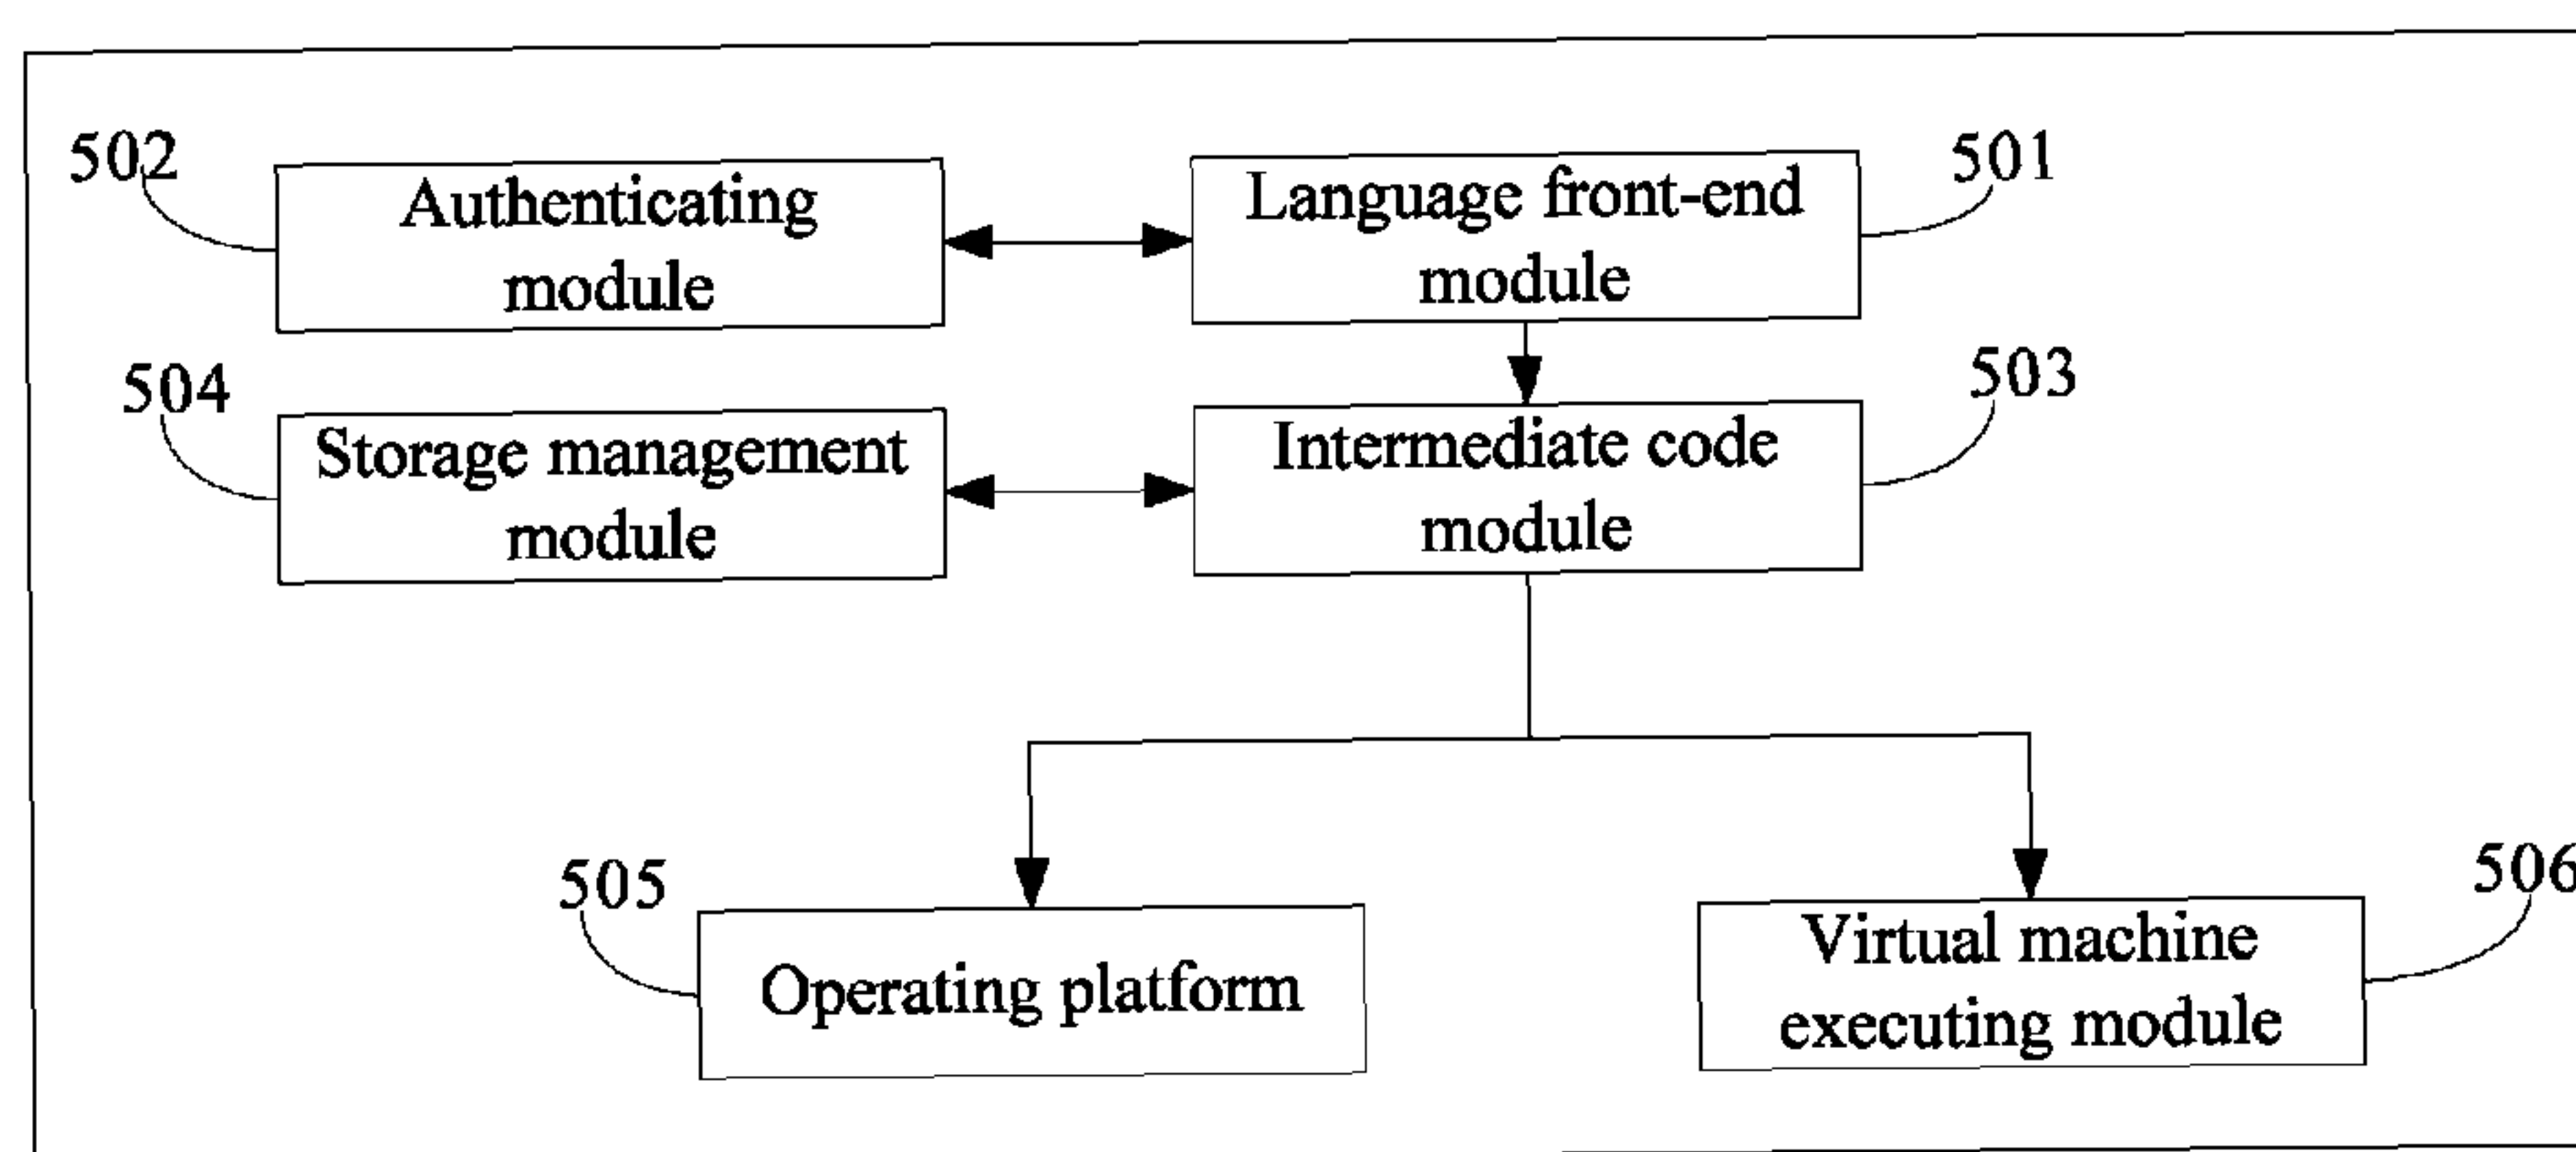 502
Authenticating
module
Language front-end
module
501
504
Storage management
module
Intermediate code
module
503
505
Operating platform
Virtual machine
executing module
506